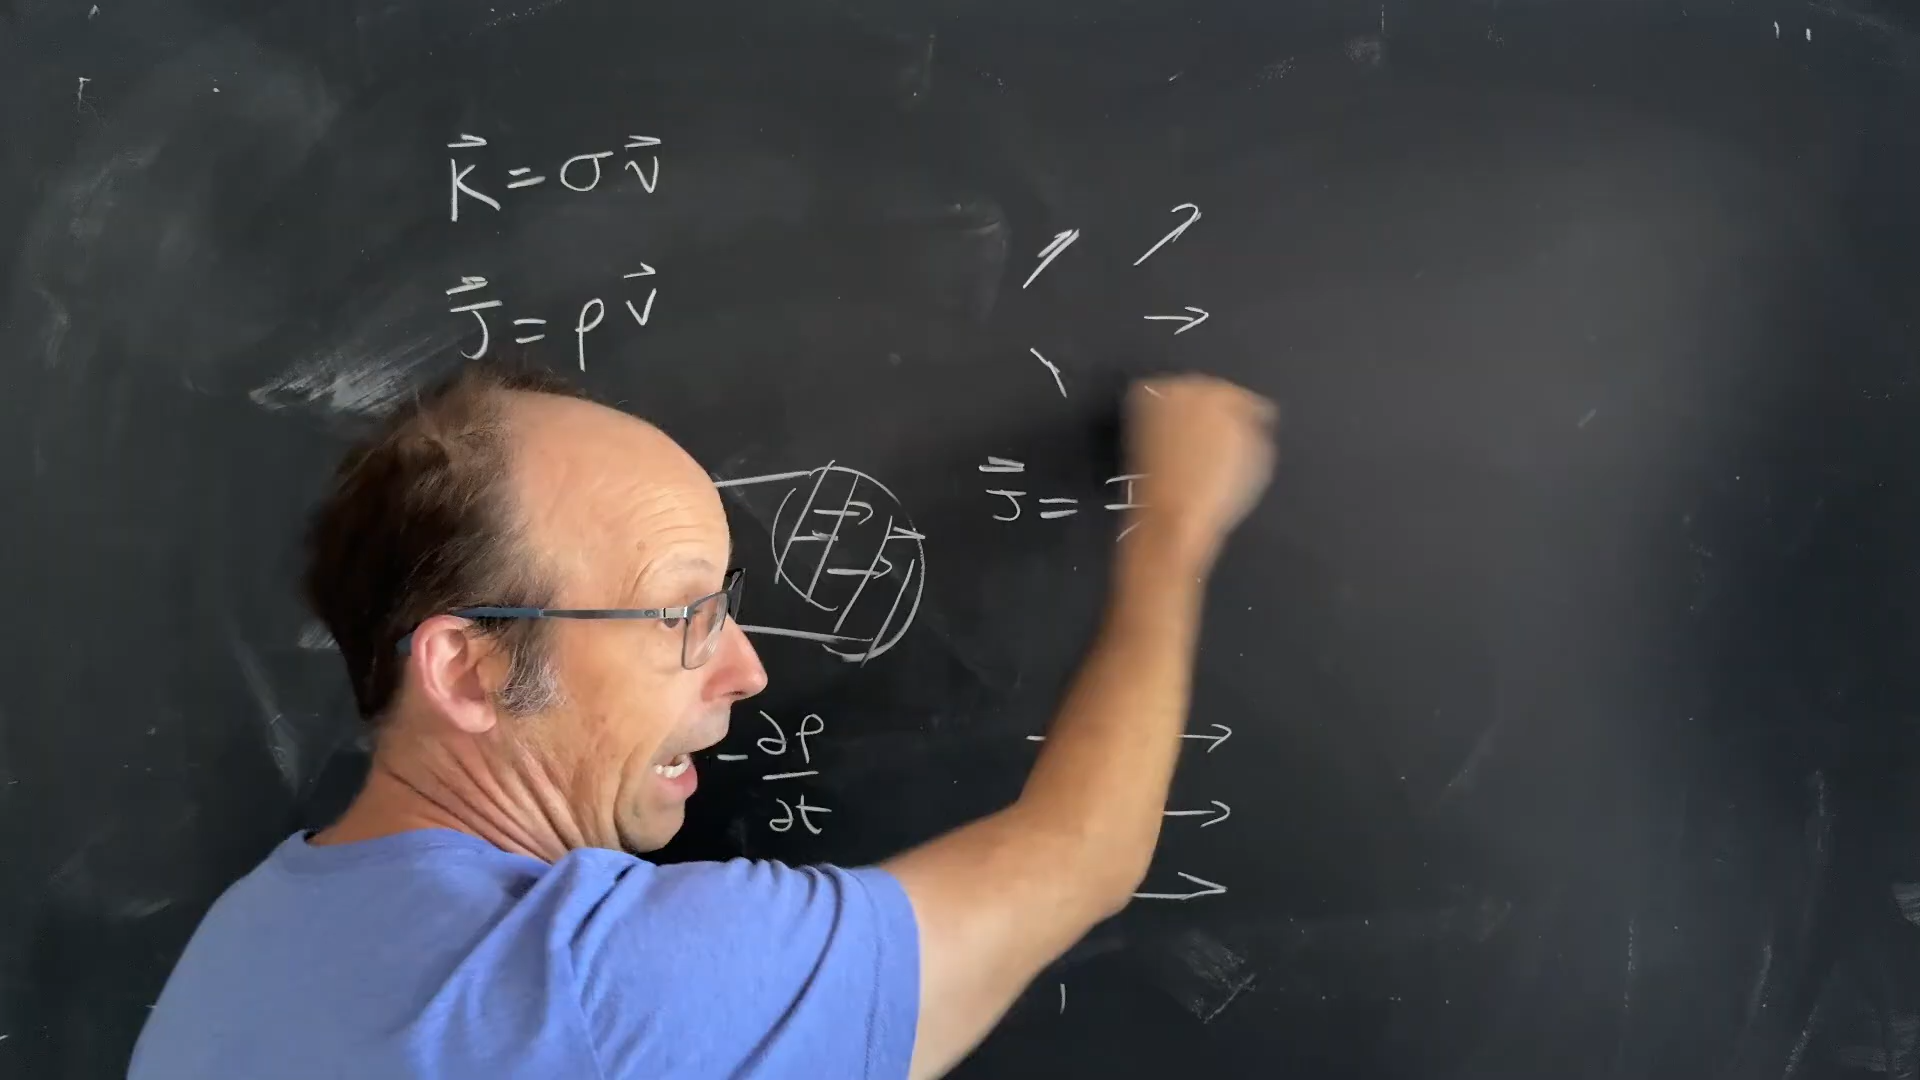 K⃗ = σ v⃗
J⃗ = ρ v⃗
J⃗ = I
- ∂ρ/∂t